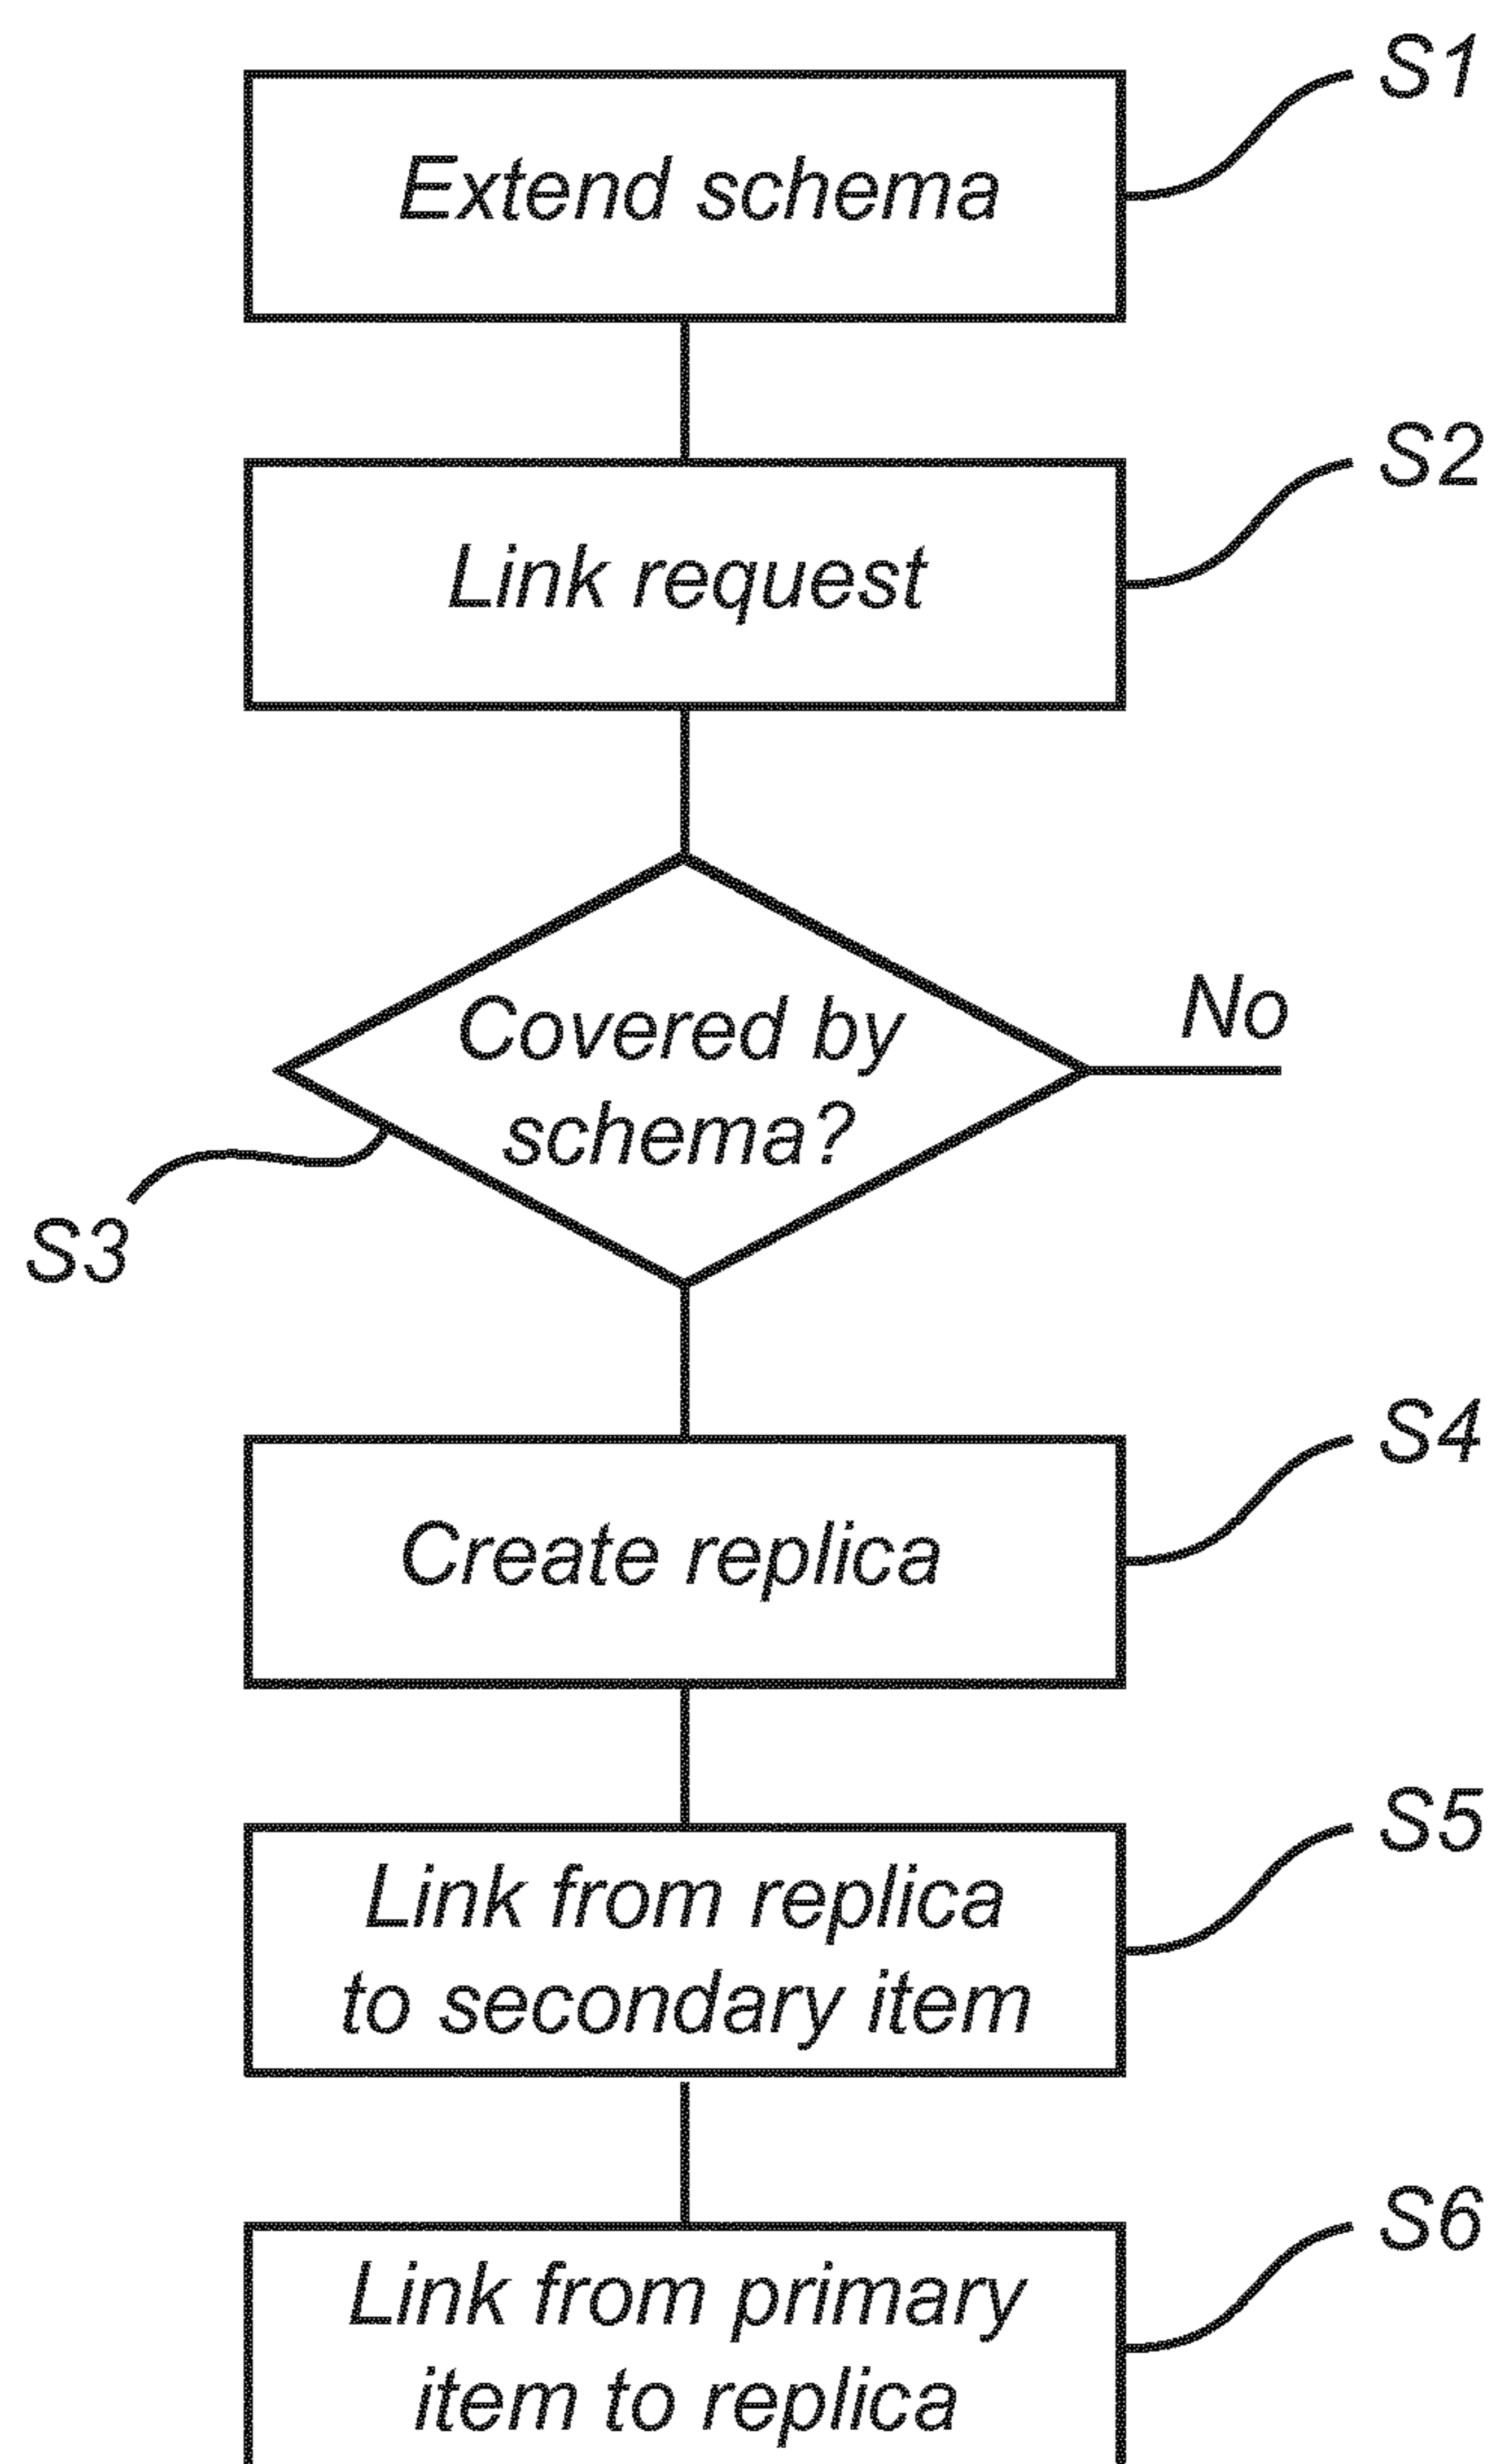 S1
Extend schema
S2
Link request
No
Covered by
schema?
S3
S4
Create replica
S5
Link from replica
to secondary item
S6
Link from primary
item to replica